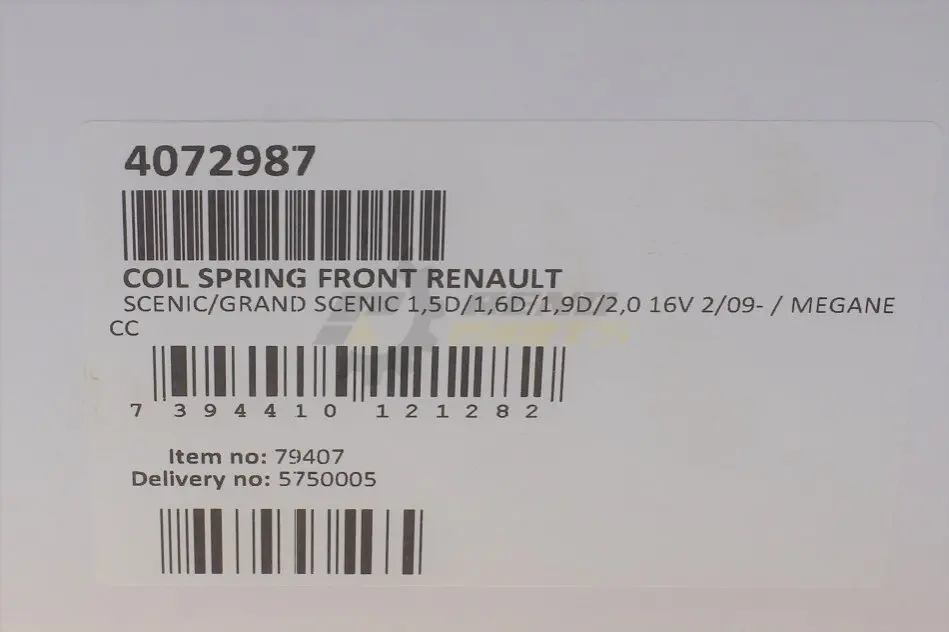 4072987
COIL SPRING FRONT RENAULT
SCENIC/GRAND SCENIC 1,5D/1,6D/1,9D/2,0 16V 2/09- / MEGANE
CC
7 394410 121282
Item no: 79407
Delivery no: 5750005